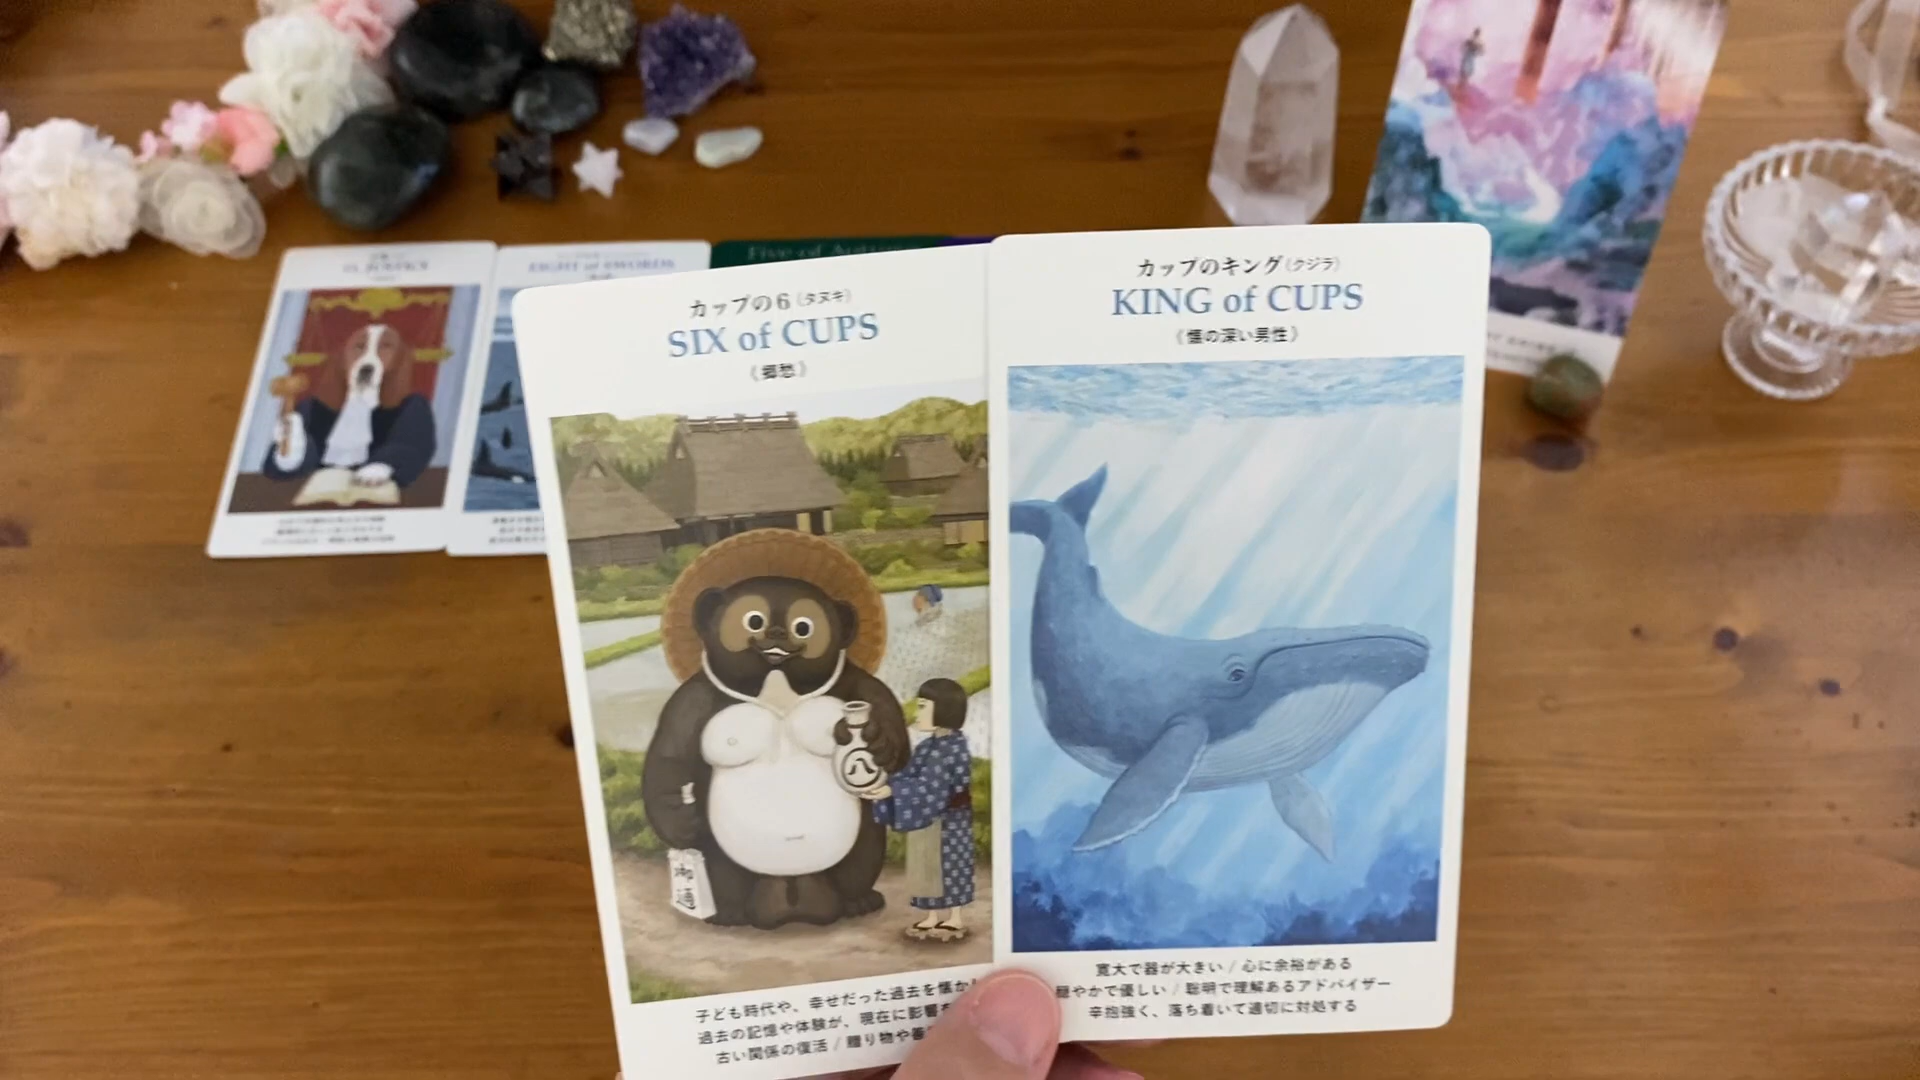 JUSTICE
EIGHT of SWORDS
Five of
カップの6（タヌキ）
SIX of CUPS
《郷愁》
八
御
通
子ども時代や、幸せだった過去を懐か
過去の記憶や体験が、現在に影響
古い関係の復活 / 贈り物や
カップのキング（クジラ）
KING of CUPS
《懐の深い男性》
寛大で器が大きい / 心に余裕がある
穏やかで優しい / 聡明で理解あるアドバイザー
辛抱強く、落ち着いて適切に対処する